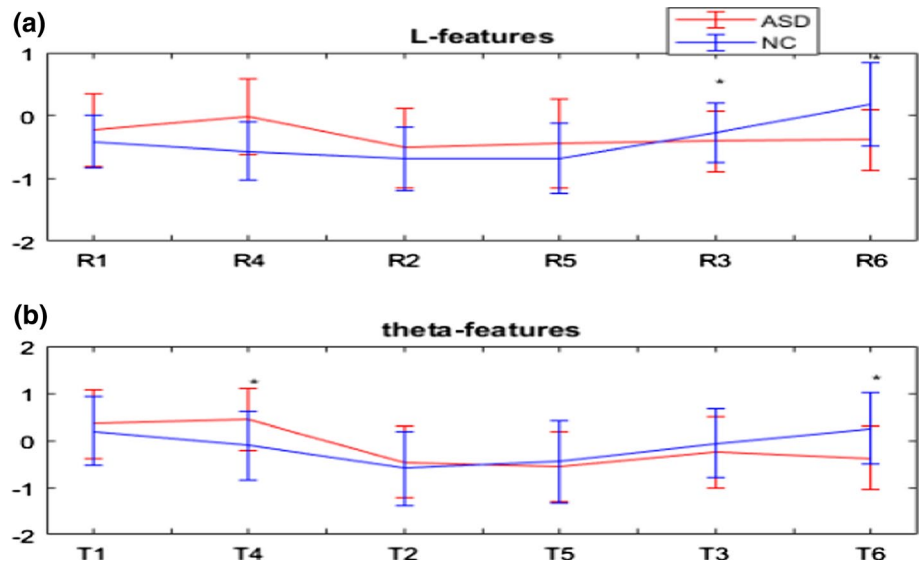 (a)
L-features
ASD
NC
1
0
-1
-2
*
*
R1 R4 R2 R5 R3 R6
(b)
theta-features
2
1
0
-1
-2
*
*
T1 T4 T2 T5 T3 T6